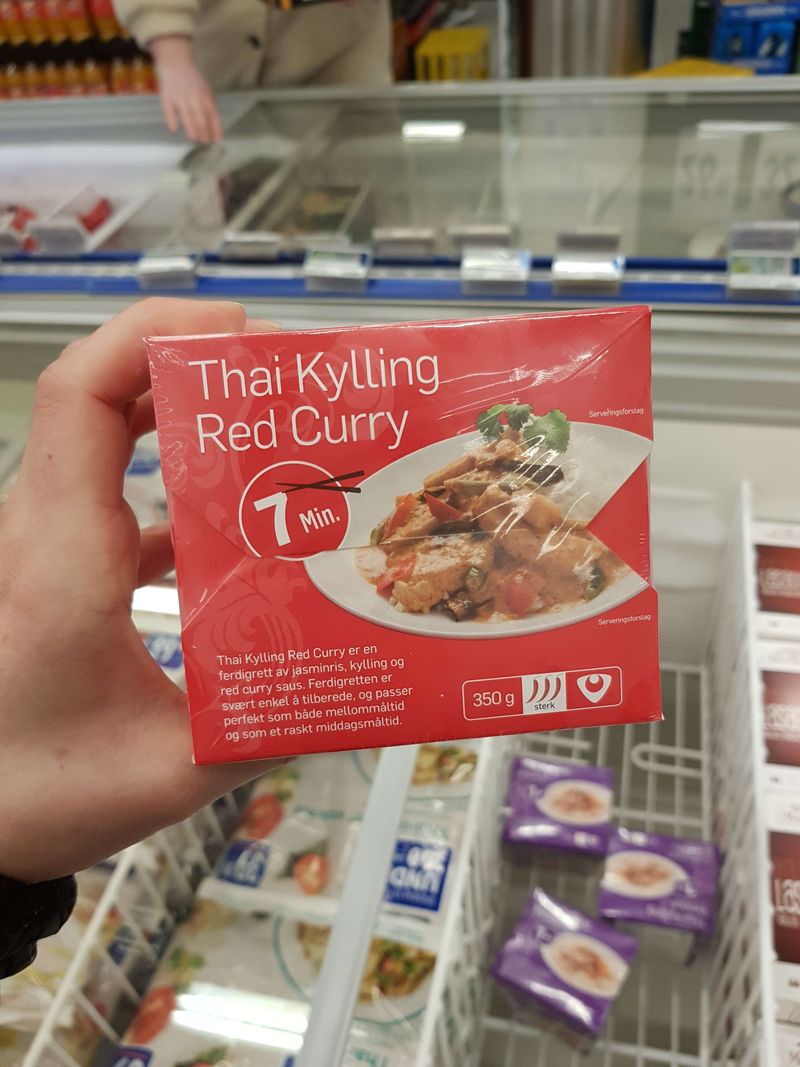 Thai Kylling
Red Curry
Serveringsforslag
7 Min.
Serveringsforslag
Thai Kylling Red Curry er en
ferdigrett av jasminris, kylling og
red curry saus. Ferdigretten er
svært enkel å tilberede, og passer
perfekt som både mellommåltid
og som et raskt middagsmåltid.
350 g
sterk